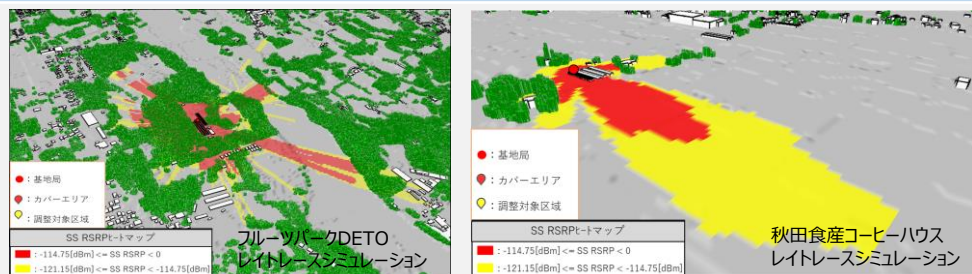 ●：基地局
：カバーエリア
：調整対象区域
SS RSRPヒートマップ
：-114.75[dBm] <= SS RSRP < 0
：-121.15[dBm] <= SS RSRP < -114.75[dBm]
フルーツパークDETO
レイトレースシミュレーション
●：基地局
：カバーエリア
：調整対象区域
SS RSRPヒートマップ
：-114.75[dBm] <= SS RSRP < 0
：-121.15[dBm] <= SS RSRP < -114.75[dBm]
秋田食産コーヒーハウス
レイトレースシミュレーション